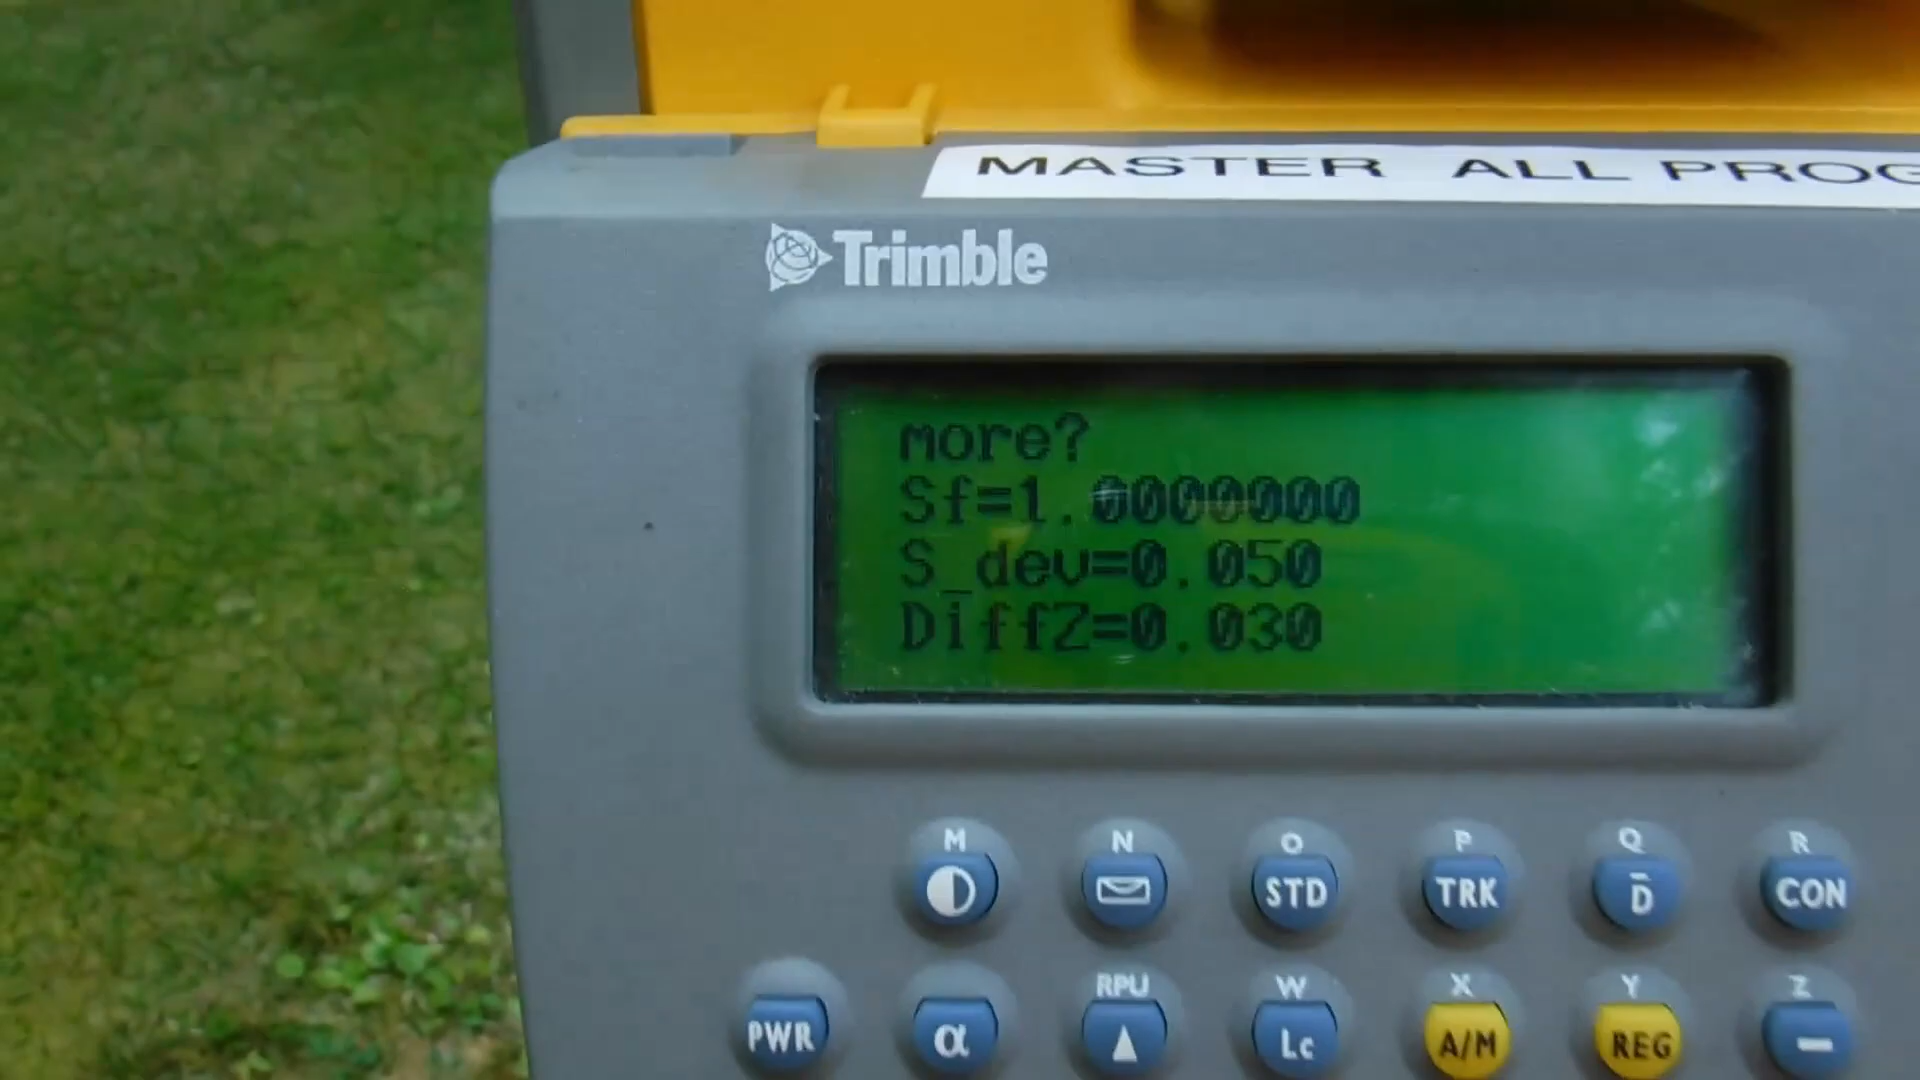 MASTER ALL PROG
Trimble
more?
Sf=1.0000000
S_dev=0.050
DiffZ=0.030
M N O P Q R
STD TRK D̄ CON
RPU W X Y Z
PWR α ▲ Lc A/M REG −